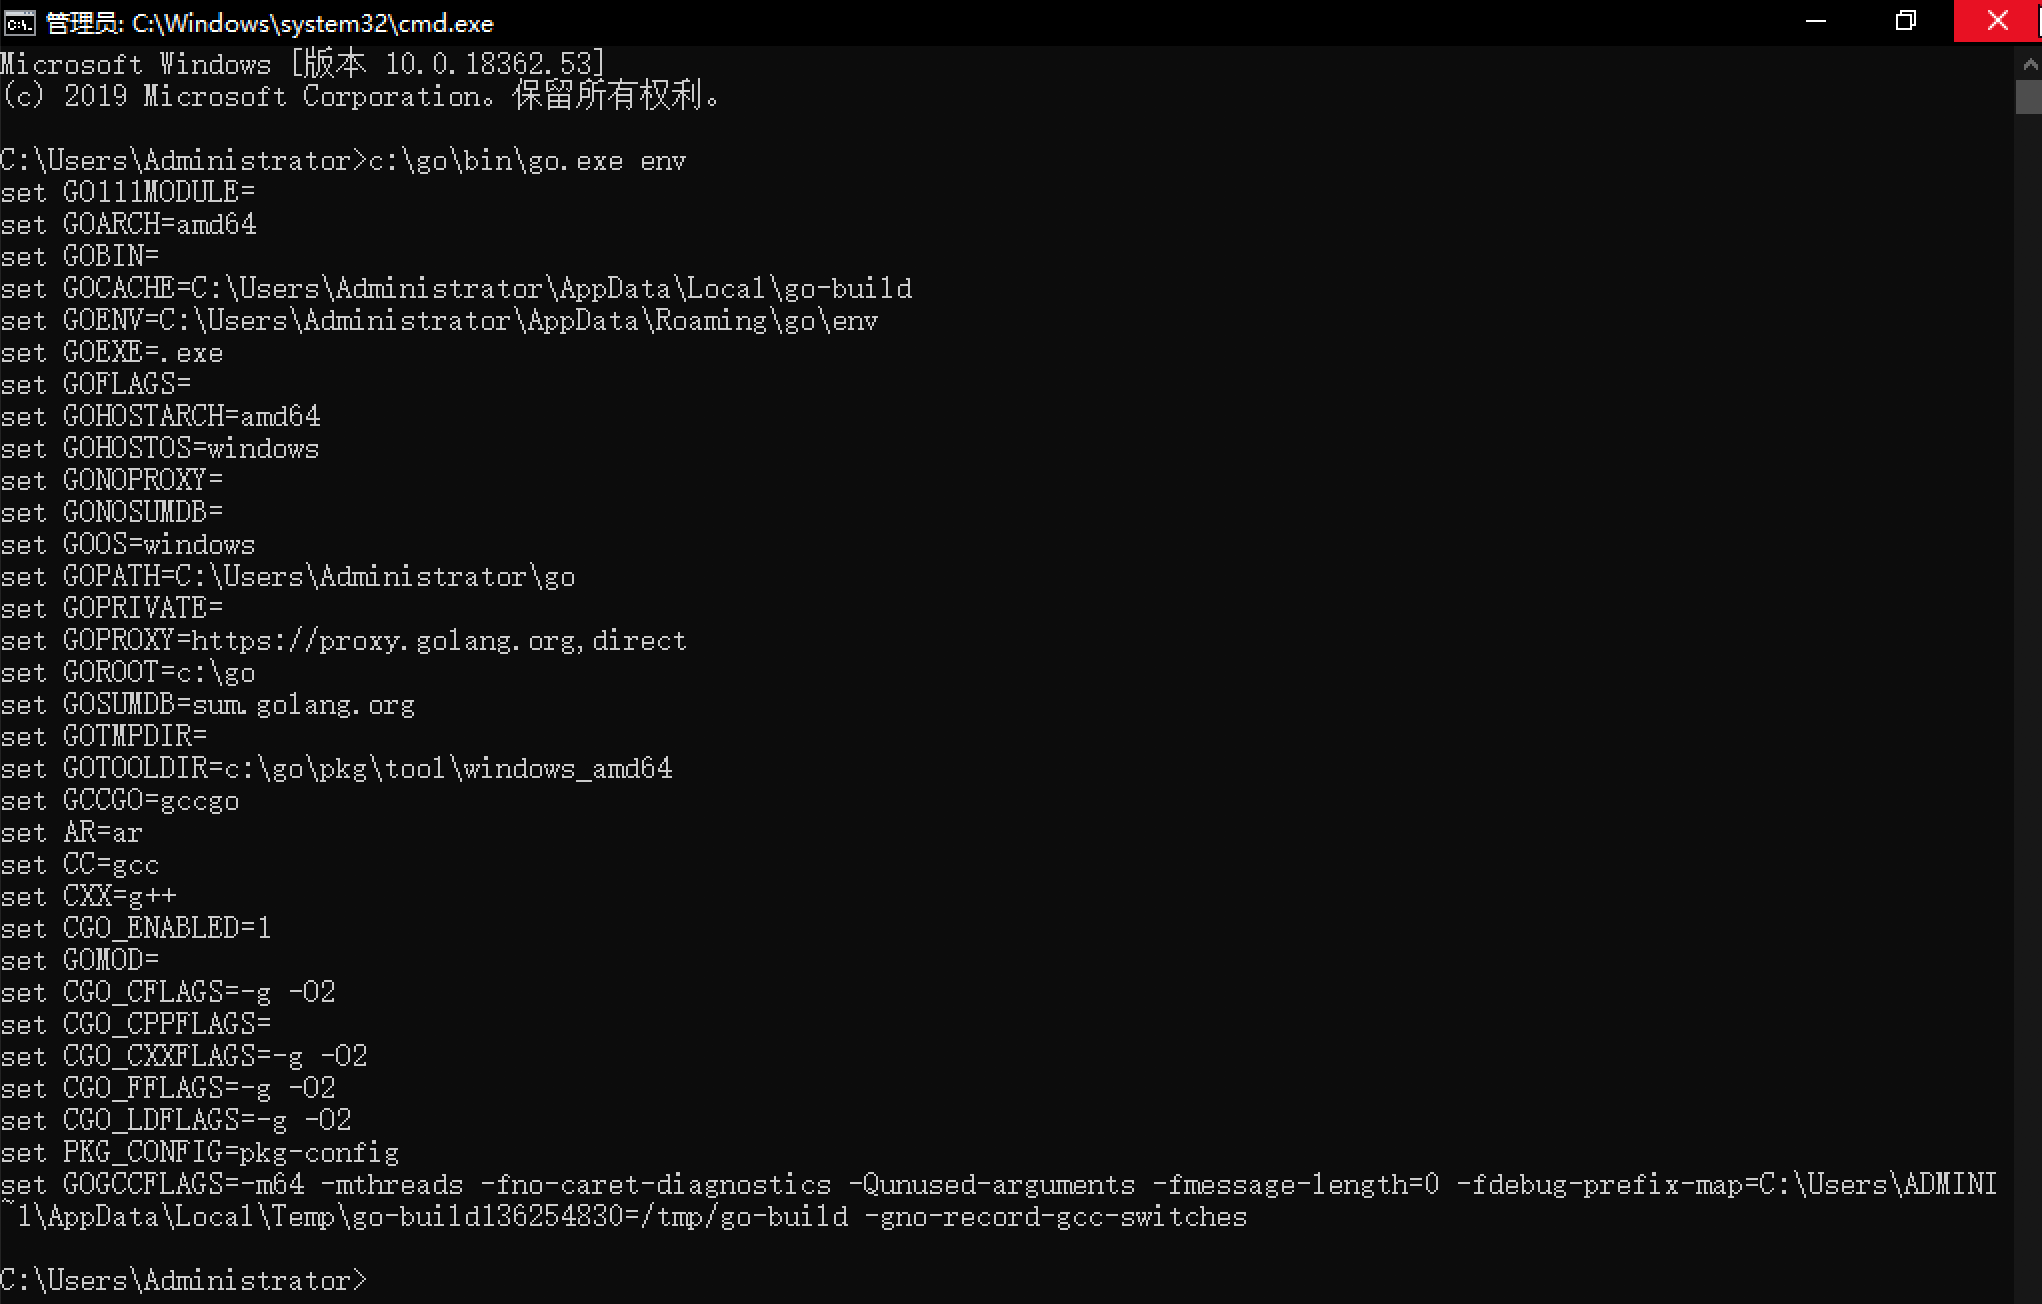 管理员: C:\Windows\system32\cmd.exe
Microsoft Windows [版本 10.0.18362.53]
(c) 2019 Microsoft Corporation。保留所有权利。
C:\Users\Administrator>c:\go\bin\go.exe env
set GO111MODULE=
set GOARCH=amd64
set GOBIN=
set GOCACHE=C:\Users\Administrator\AppData\Local\go-build
set GOENV=C:\Users\Administrator\AppData\Roaming\go\env
set GOEXE=.exe
set GOFLAGS=
set GOHOSTARCH=amd64
set GOHOSTOS=windows
set GONOPROXY=
set GONOSUMDB=
set GOOS=windows
set GOPATH=C:\Users\Administrator\go
set GOPRIVATE=
set GOPROXY=https://proxy.golang.org,direct
set GOROOT=c:\go
set GOSUMDB=sum.golang.org
set GOTMPDIR=
set GOTOOLDIR=c:\go\pkg\tool\windows_amd64
set GCCGO=gccgo
set AR=ar
set CC=gcc
set CXX=g++
set CGO_ENABLED=1
set GOMOD=
set CGO_CFLAGS=-g -O2
set CGO_CPPFLAGS=
set CGO_CXXFLAGS=-g -O2
set CGO_FFLAGS=-g -O2
set CGO_LDFLAGS=-g -O2
set PKG_CONFIG=pkg-config
set GOGCCFLAGS=-m64 -mthreads -fno-caret-diagnostics -Qunused-arguments -fmessage-length=0 -fdebug-prefix-map=C:\Users\ADMINI
~1\AppData\Local\Temp\go-build136254830=/tmp/go-build -gno-record-gcc-switches
C:\Users\Administrator>